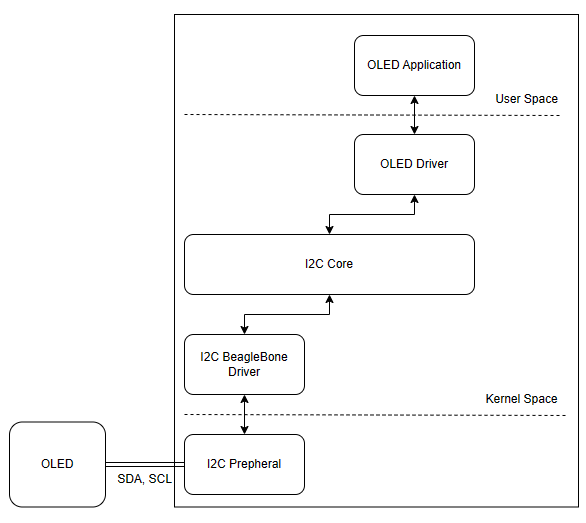 OLED Application
User Space
OLED Driver
I2C Core
I2C BeagleBone
Driver
Kernel Space
OLED
SDA, SCL
I2C Prepheral